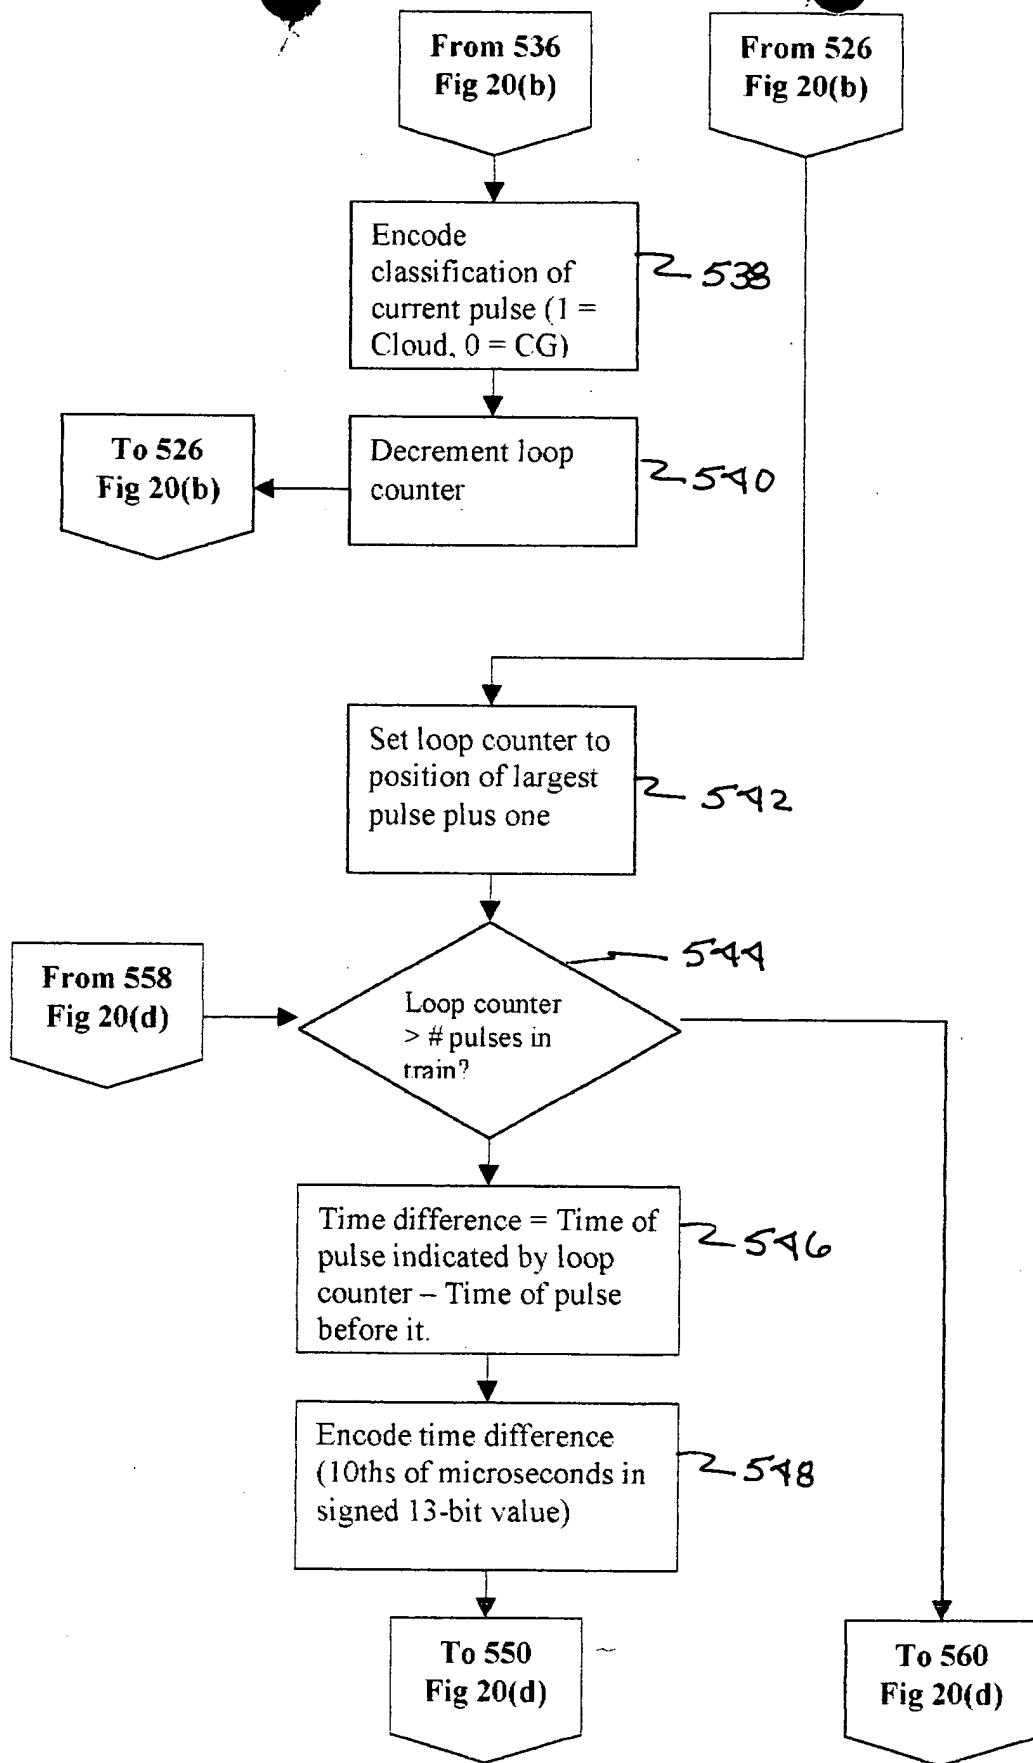 From 536
Fig 20(b)
From 526
Fig 20(b)
Encode
classification of
current pulse (1 =
Cloud, 0 = CG)
538
To 526
Fig 20(b)
Decrement loop
counter
540
Set loop counter to
position of largest
pulse plus one
542
544
From 558
Fig 20(d)
Loop counter
> # pulses in
train?
Time difference = Time of
pulse indicated by loop
counter – Time of pulse
before it.
546
Encode time difference
(10ths of microseconds in
signed 13-bit value)
548
To 550
Fig 20(d)
To 560
Fig 20(d)